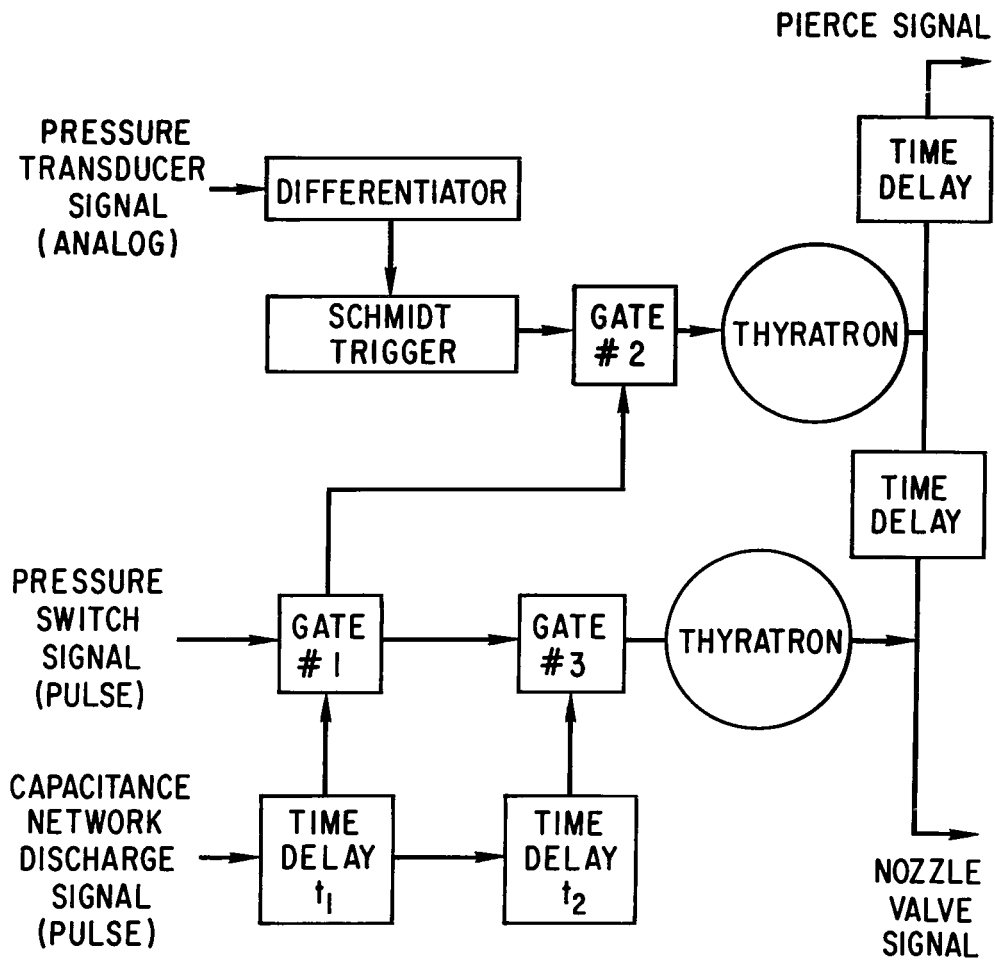 PIERCE SIGNAL
PRESSURE
TRANSDUCER
SIGNAL
(ANALOG)
DIFFERENTIATOR
TIME
DELAY
SCHMIDT
TRIGGER
GATE
#2
THYRATRON
TIME
DELAY
PRESSURE
SWITCH
SIGNAL
(PULSE)
GATE
#1
GATE
#3
THYRATRON
CAPACITANCE
NETWORK
DISCHARGE
SIGNAL
(PULSE)
TIME
DELAY
t1
TIME
DELAY
t2
NOZZLE
VALVE
SIGNAL